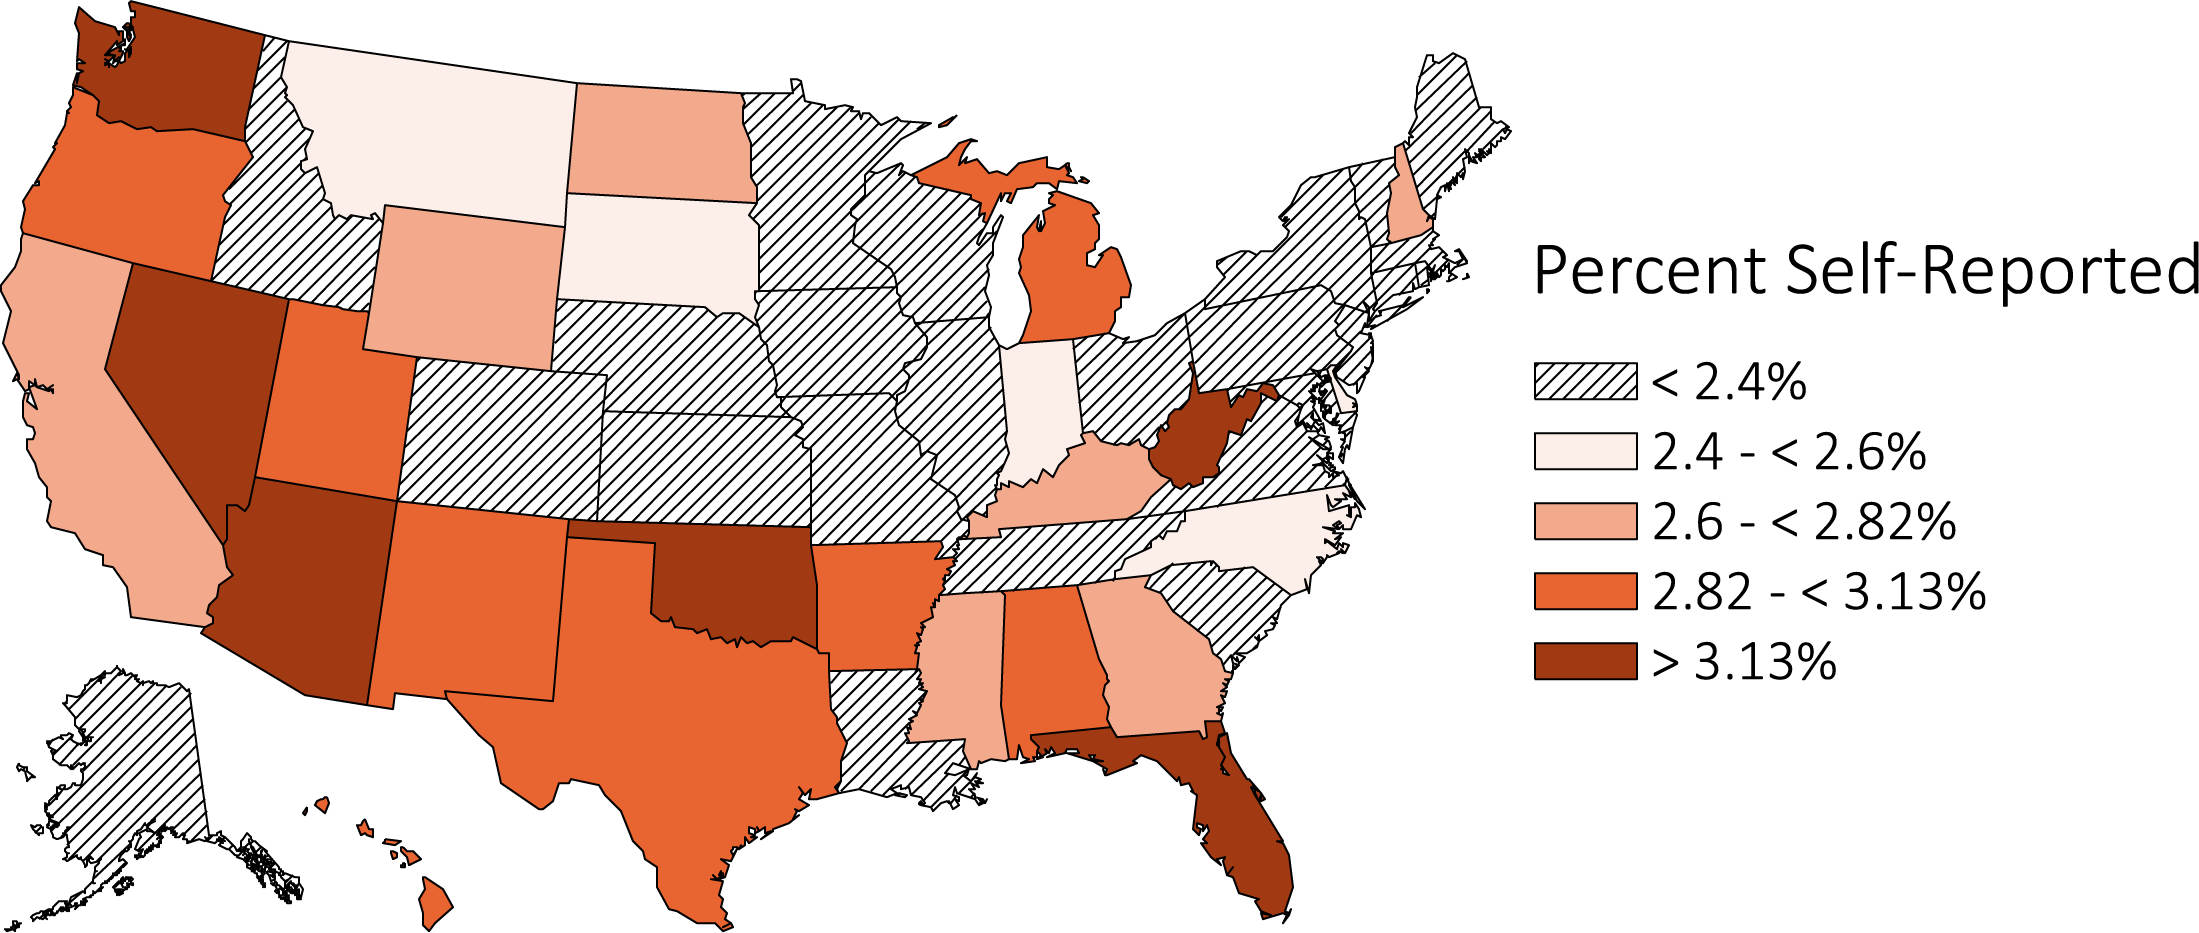 Percent Self-Reported
< 2.4%
2.4 - < 2.6%
2.6 - < 2.82%
2.82 - < 3.13%
> 3.13%